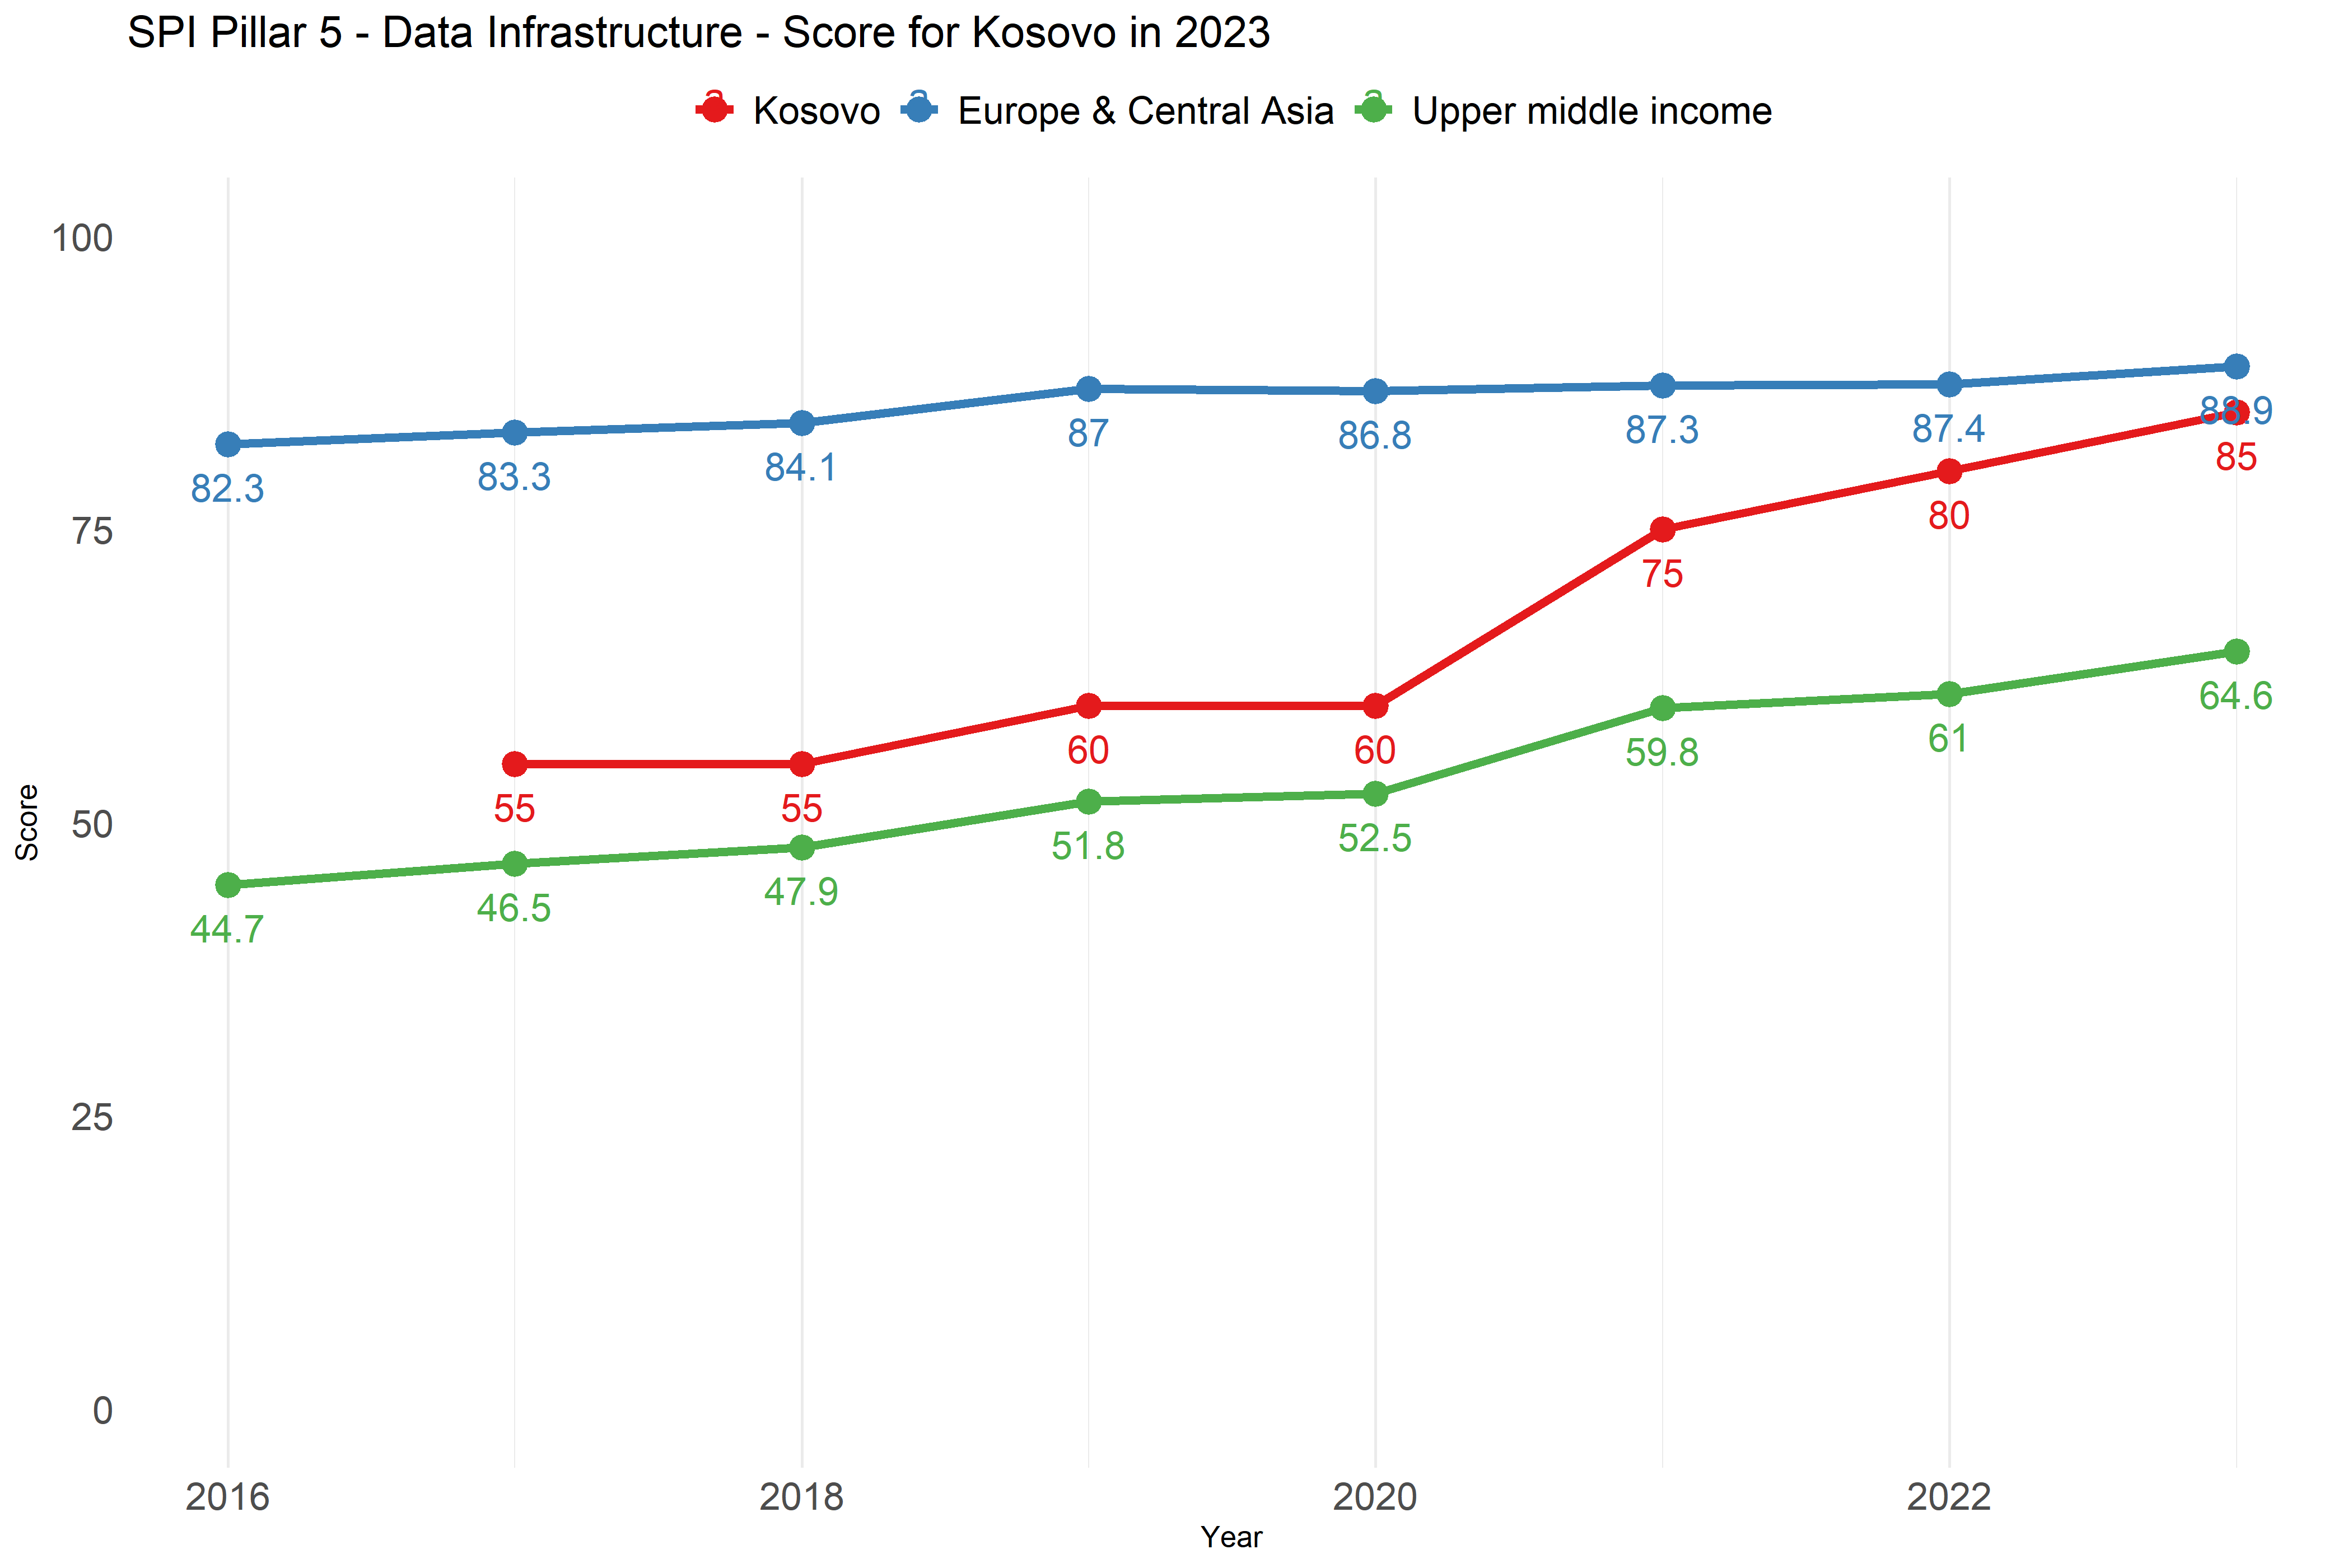 SPI Pillar 5 - Data Infrastructure - Score for Kosovo in 2023
Kosovo Europe & Central Asia Upper middle income
100
75
50
25
0
Score
82.3 83.3 84.1 87 86.8 87.3 87.4 88.9
55 55 60 60 75 80 85
44.7 46.5 47.9 51.8 52.5 59.8 61 64.6
2016 2018 2020 2022
Year